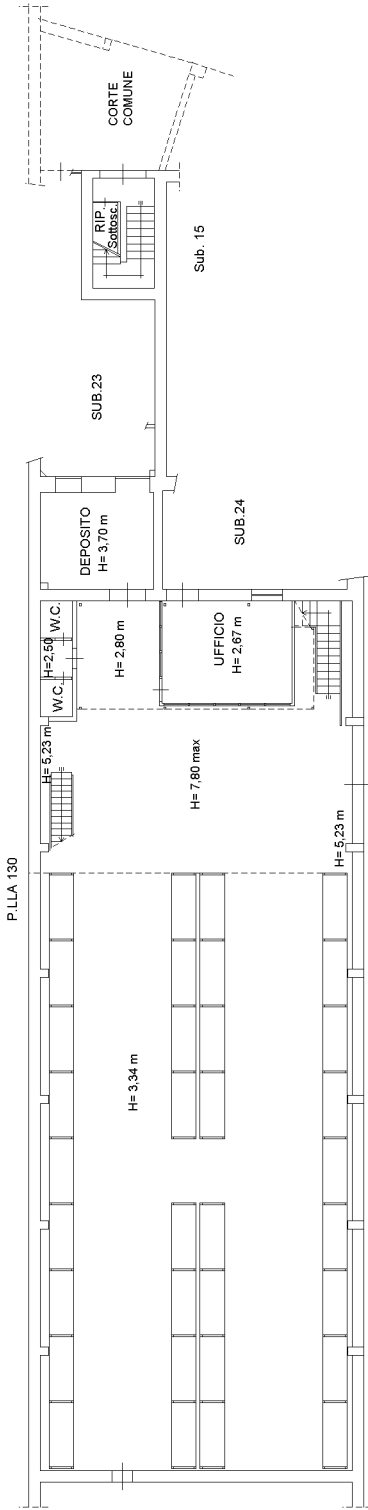 CORTE
COMUNE
RIP.
Sottosc.
Sub. 15
SUB.23
DEPOSITO
H= 3,70 m
SUB.24
W.C.
H=2,50
W.C.
H= 2,80 m
UFFICIO
H= 2,67 m
H= 5,23 m
H= 7,80 max
H= 5,23 m
P.LLA 130
H= 3,34 m